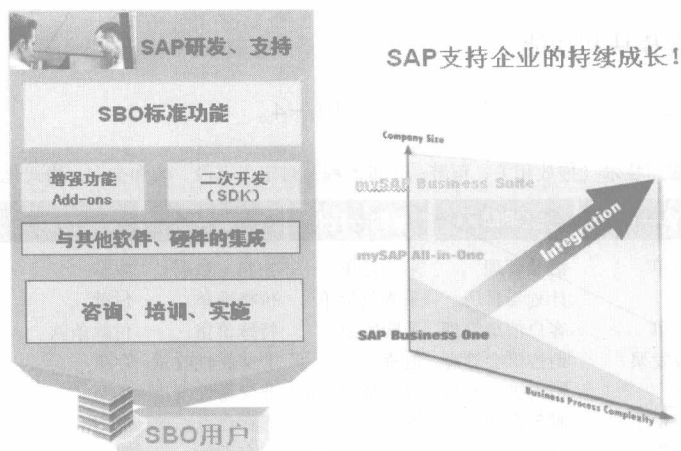 SAP研发、支持
SBO标准功能
增强功能
Add-ons
二次开发
（SDK）
与其他软件、硬件的集成
咨询、培训、实施
SBO用户
SAP支持企业的持续成长！
Company Size
mySAP Business Suite
mySAP All-in-One
SAP Business One
Integration
Business Process Complexity